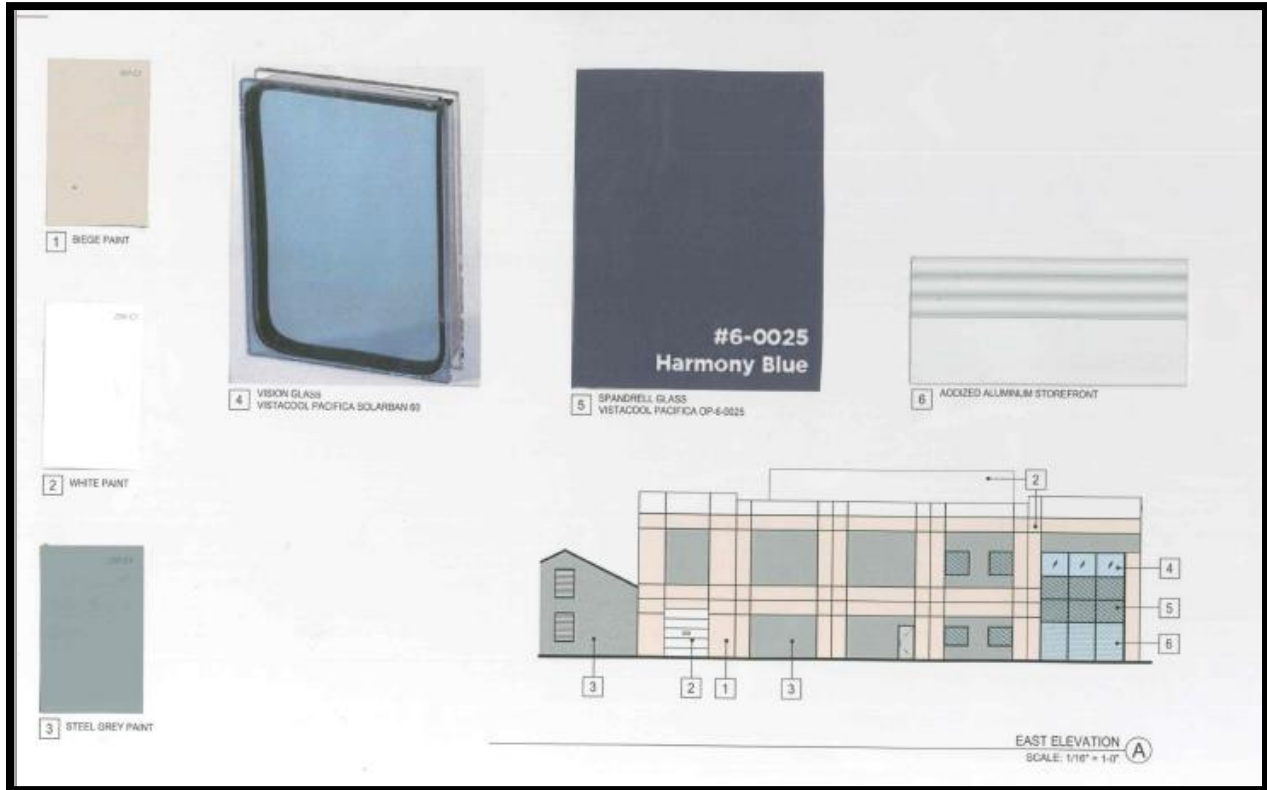 1 BIEGE PAINT
2 WHITE PAINT
3 STEEL GREY PAINT
4 VISION GLASS
VISTACOOL PACIFICA SOLARBAN 60
#6-0025
Harmony Blue
5 SPANDRELL GLASS
VISTACOOL PACIFICA OP-6-0025
6 AODIZED ALUMINUM STOREFRONT
2
4
5
6
3
2
1
3
EAST ELEVATION
SCALE: 1/16" = 1-0"
A